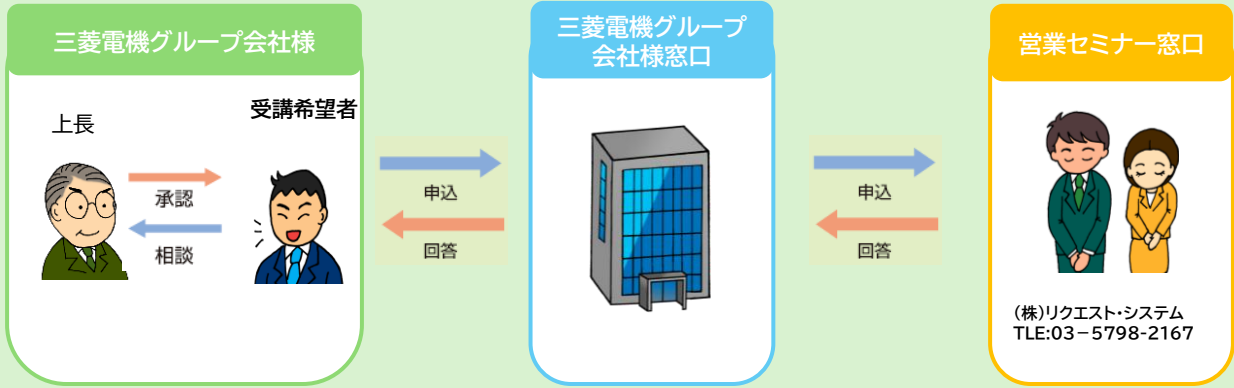 三菱電機グループ会社様
上長
受講希望者
承認
相談
申込
回答
三菱電機グループ
会社様窓口
申込
回答
営業セミナー窓口
(株)リクエスト・システム
TLE:03−5798-2167